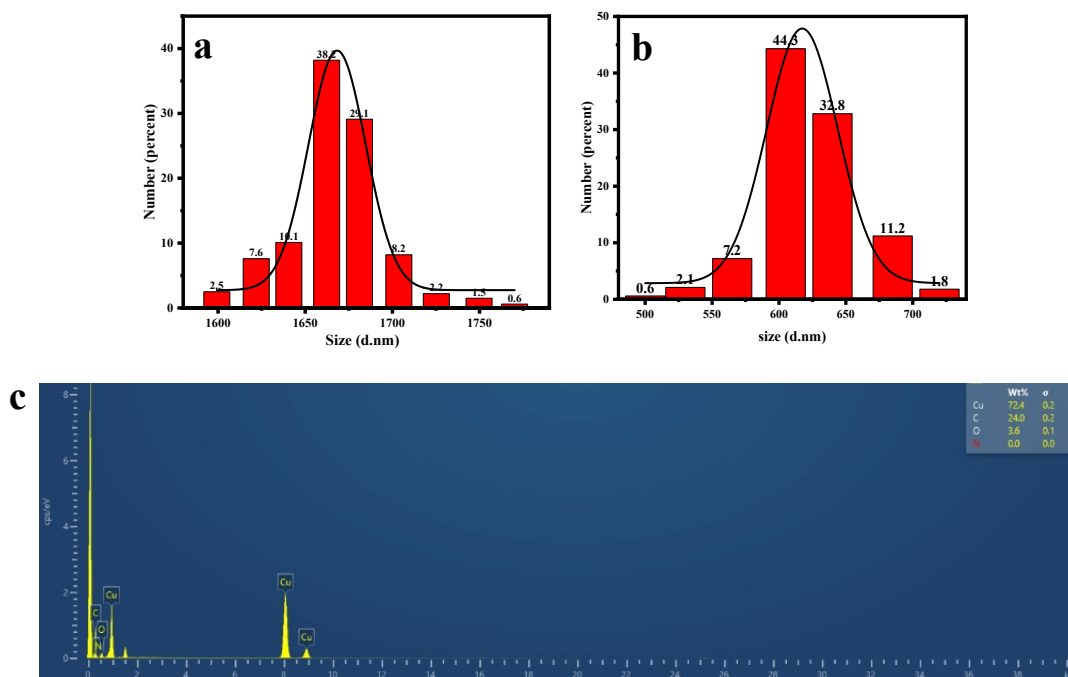 a
Number (percent)
40
30
20
10
0
2.5
7.6
10.1
38.2
29.1
8.2
2.2
1.5
0.6
1600
1650
1700
1750
Size (d.nm)
b
Number (percent)
50
40
30
20
10
0
0.6
2.1
7.2
44.3
32.8
11.2
1.8
500
550
600
650
700
size (d.nm)
c
cps/eV
8
6
4
2
0
C
N
O
Cu
Cu
Cu
Wt% σ
Cu 72.4 0.2
C 24.0 0.2
O 3.6 0.1
N 0.0 0.0
0 2 4 6 8 10 12 14 16 18 20 22 24 26 28 30 32 34 36 38